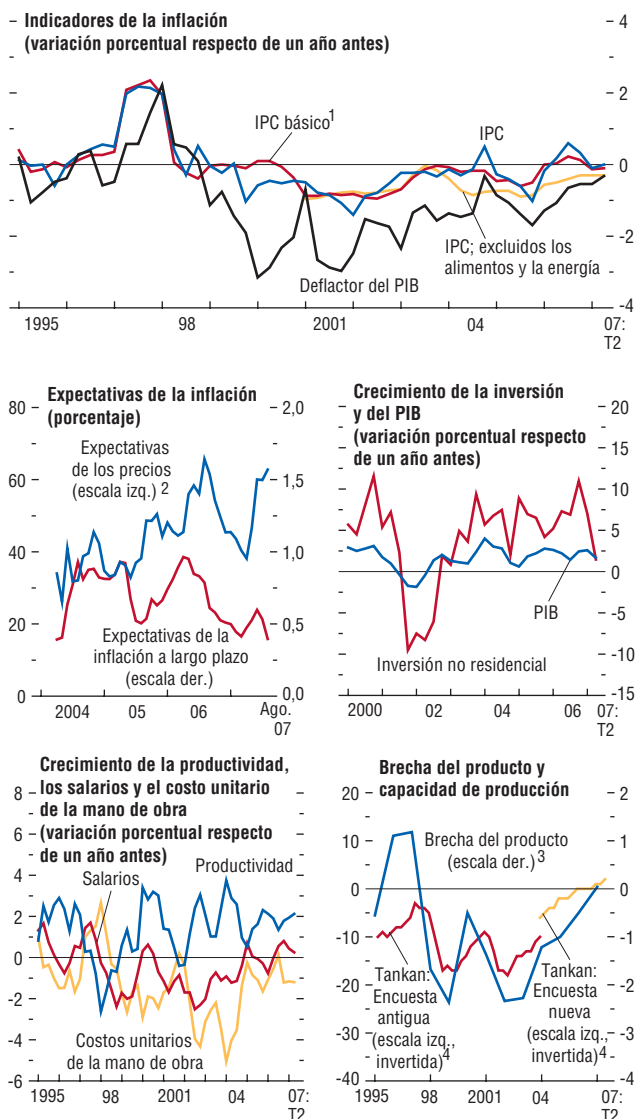 Indicadores de la inflación
(variación porcentual respecto de un año antes)
4
2
0
-2
-4
IPC básico1
IPC
IPC; excluidos los
alimentos y la energía
Deflactor del PIB
1995
98
2001
04
07:
T2
Expectativas de la inflación
(porcentaje)
80
60
40
20
0
2,0
1,5
1,0
0,5
0,0
Expectativas
de los precios
(escala izq.) 2
Expectativas de la
inflación a largo plazo
(escala der.)
2004
05
06
Ago.
07
Crecimiento de la inversión
y del PIB
(variación porcentual respecto
de un año antes)
20
15
10
5
0
-5
-10
-15
PIB
Inversión no residencial
2000
02
04
06
07:
T2
Crecimiento de la productividad,
los salarios y el costo unitario
de la mano de obra
(variación porcentual respecto
de un año antes)
8
6
4
2
0
-2
-4
-6
Salarios
Productividad
Costos unitarios
de la mano de obra
1995
98
2001
04
07:
T2
Brecha del producto y
capacidad de producción
20
10
0
-10
-20
-30
-40
2
1
0
-1
-2
-3
-4
Brecha del producto
(escala der.)3
Tankan:
Encuesta
antigua
(escala izq.,
invertida)4
Tankan:
Encuesta
nueva
(escala izq.,
invertida)4
1995
98
2001
04
07:
T2